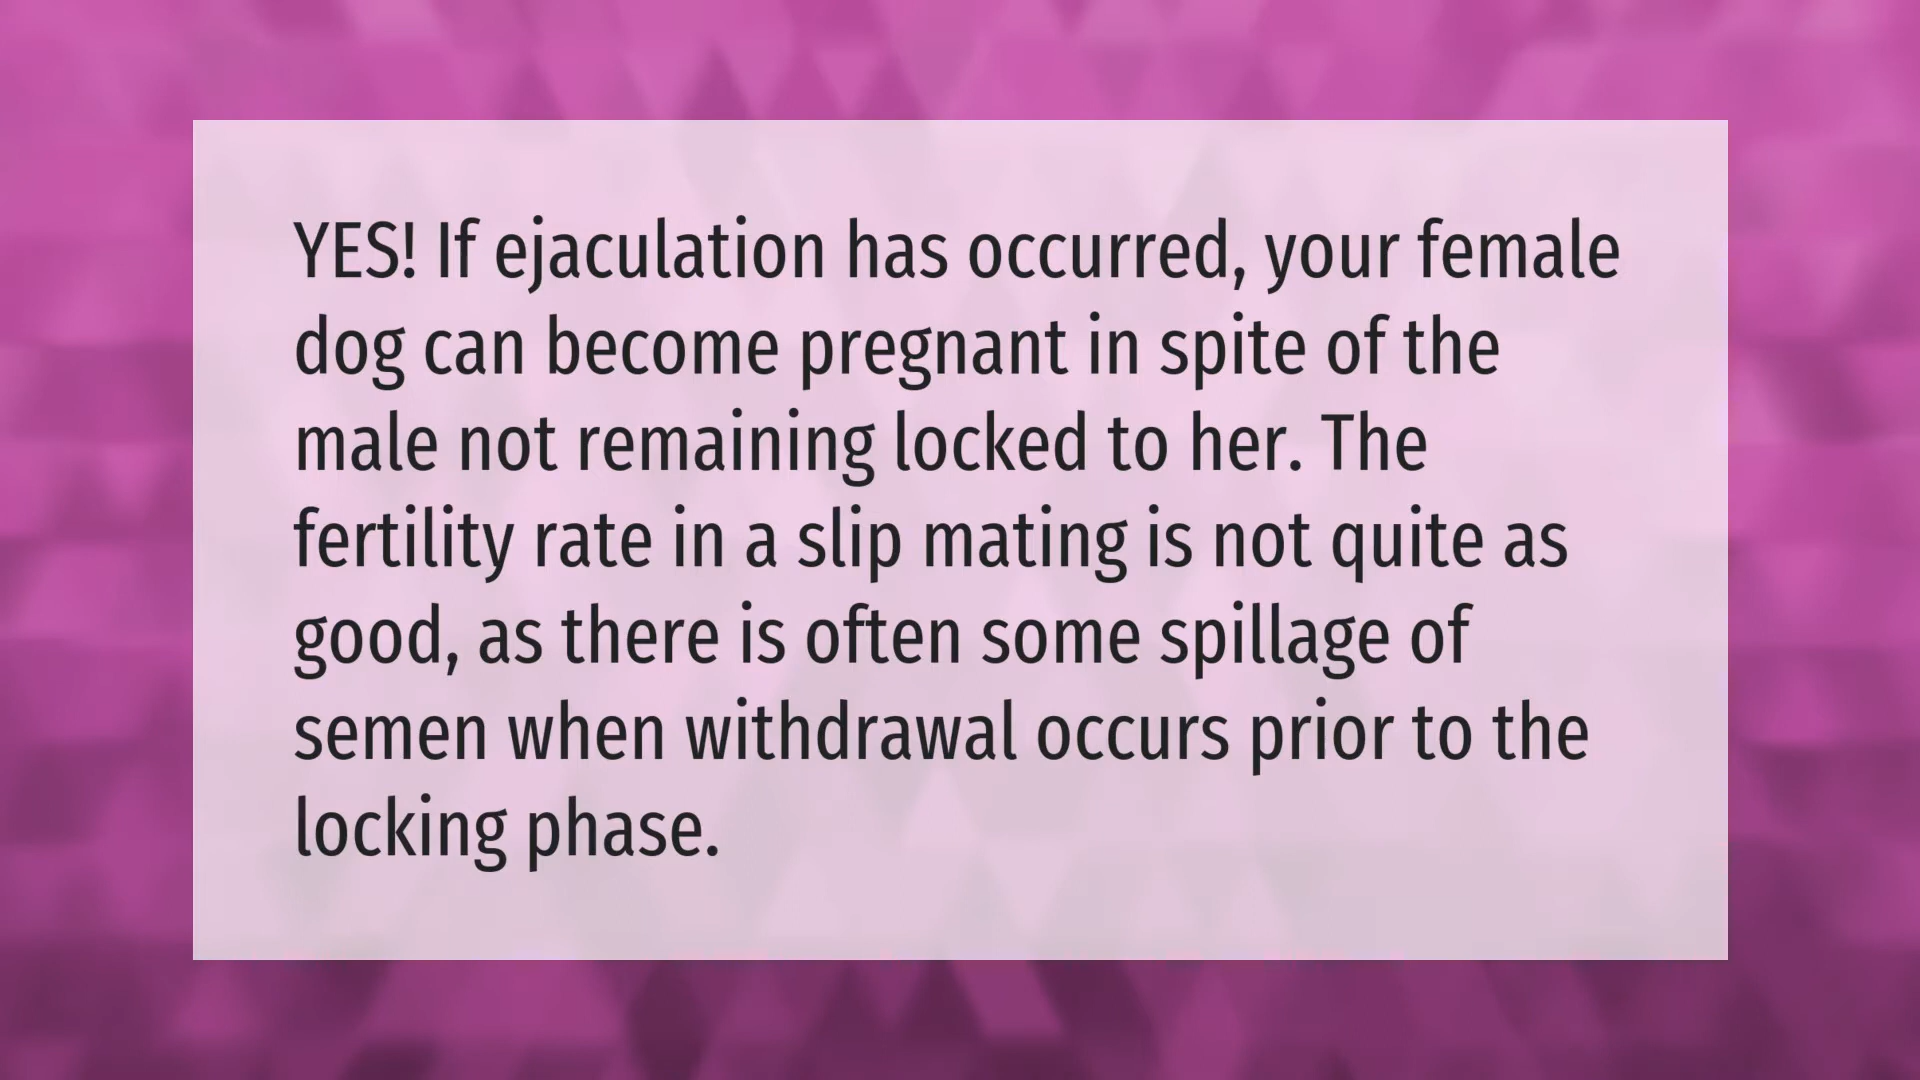 YES! If ejaculation has occurred, your female
dog can become pregnant in spite of the
male not remaining locked to her. The
fertility rate in a slip mating is not quite as
good, as there is often some spillage of
semen when withdrawal occurs prior to the
locking phase.